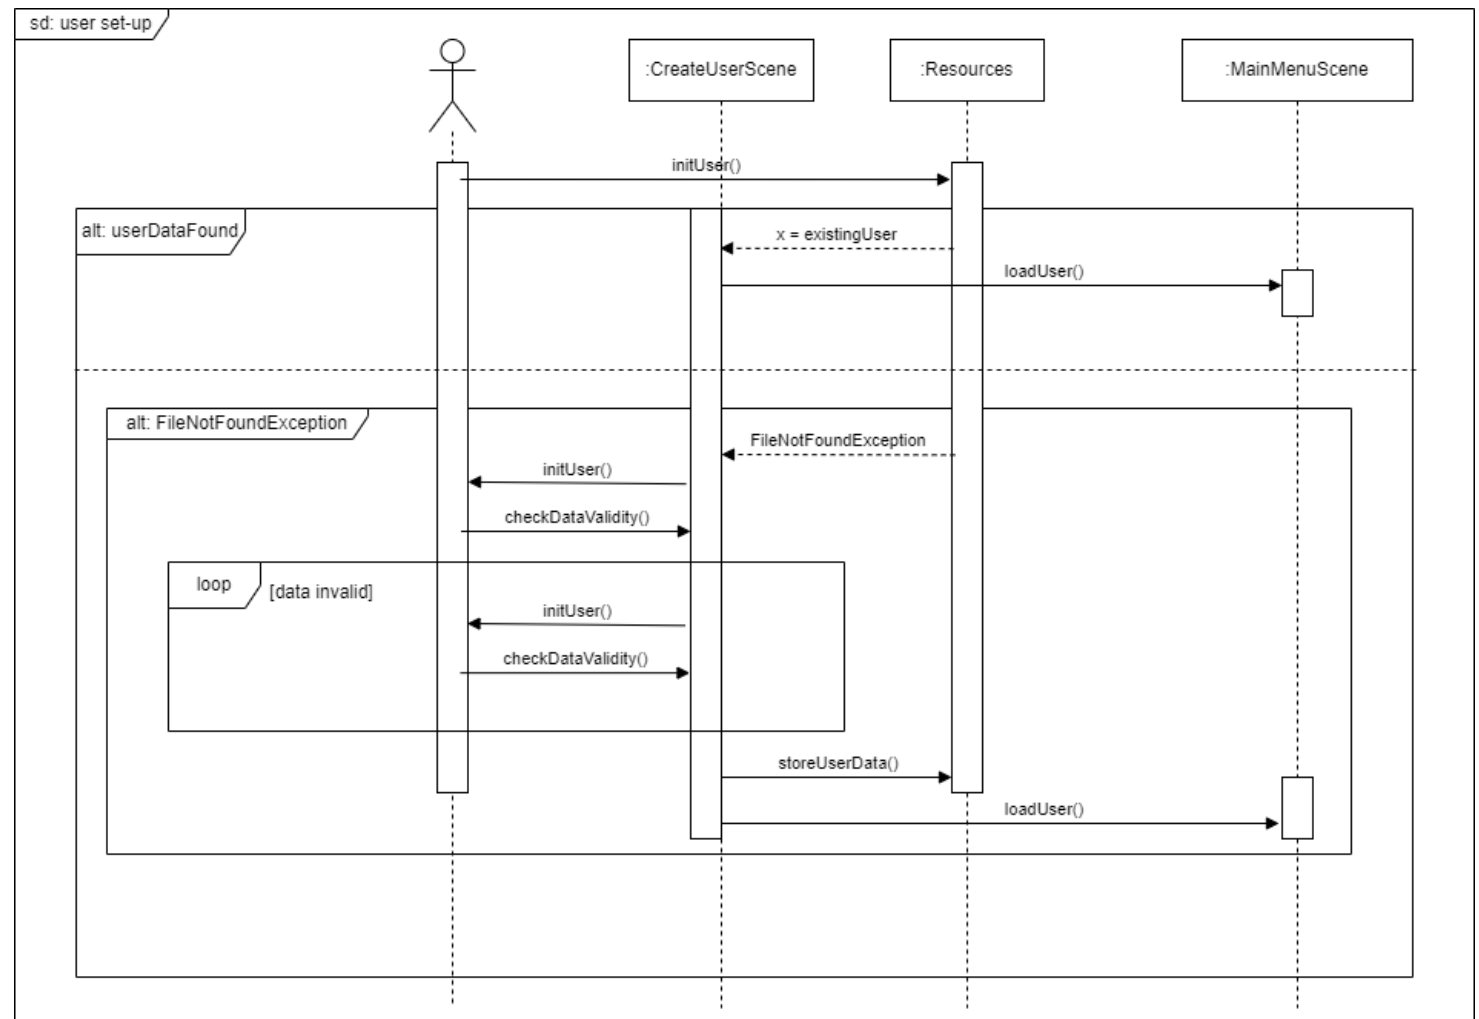 sd: user set-up
:CreateUserScene
:Resources
:MainMenuScene
initUser()
alt: userDataFound
x = existingUser
loadUser()
alt: FileNotFoundException
FileNotFoundException
initUser()
checkDataValidity()
loop
[data invalid]
initUser()
checkDataValidity()
storeUserData()
loadUser()